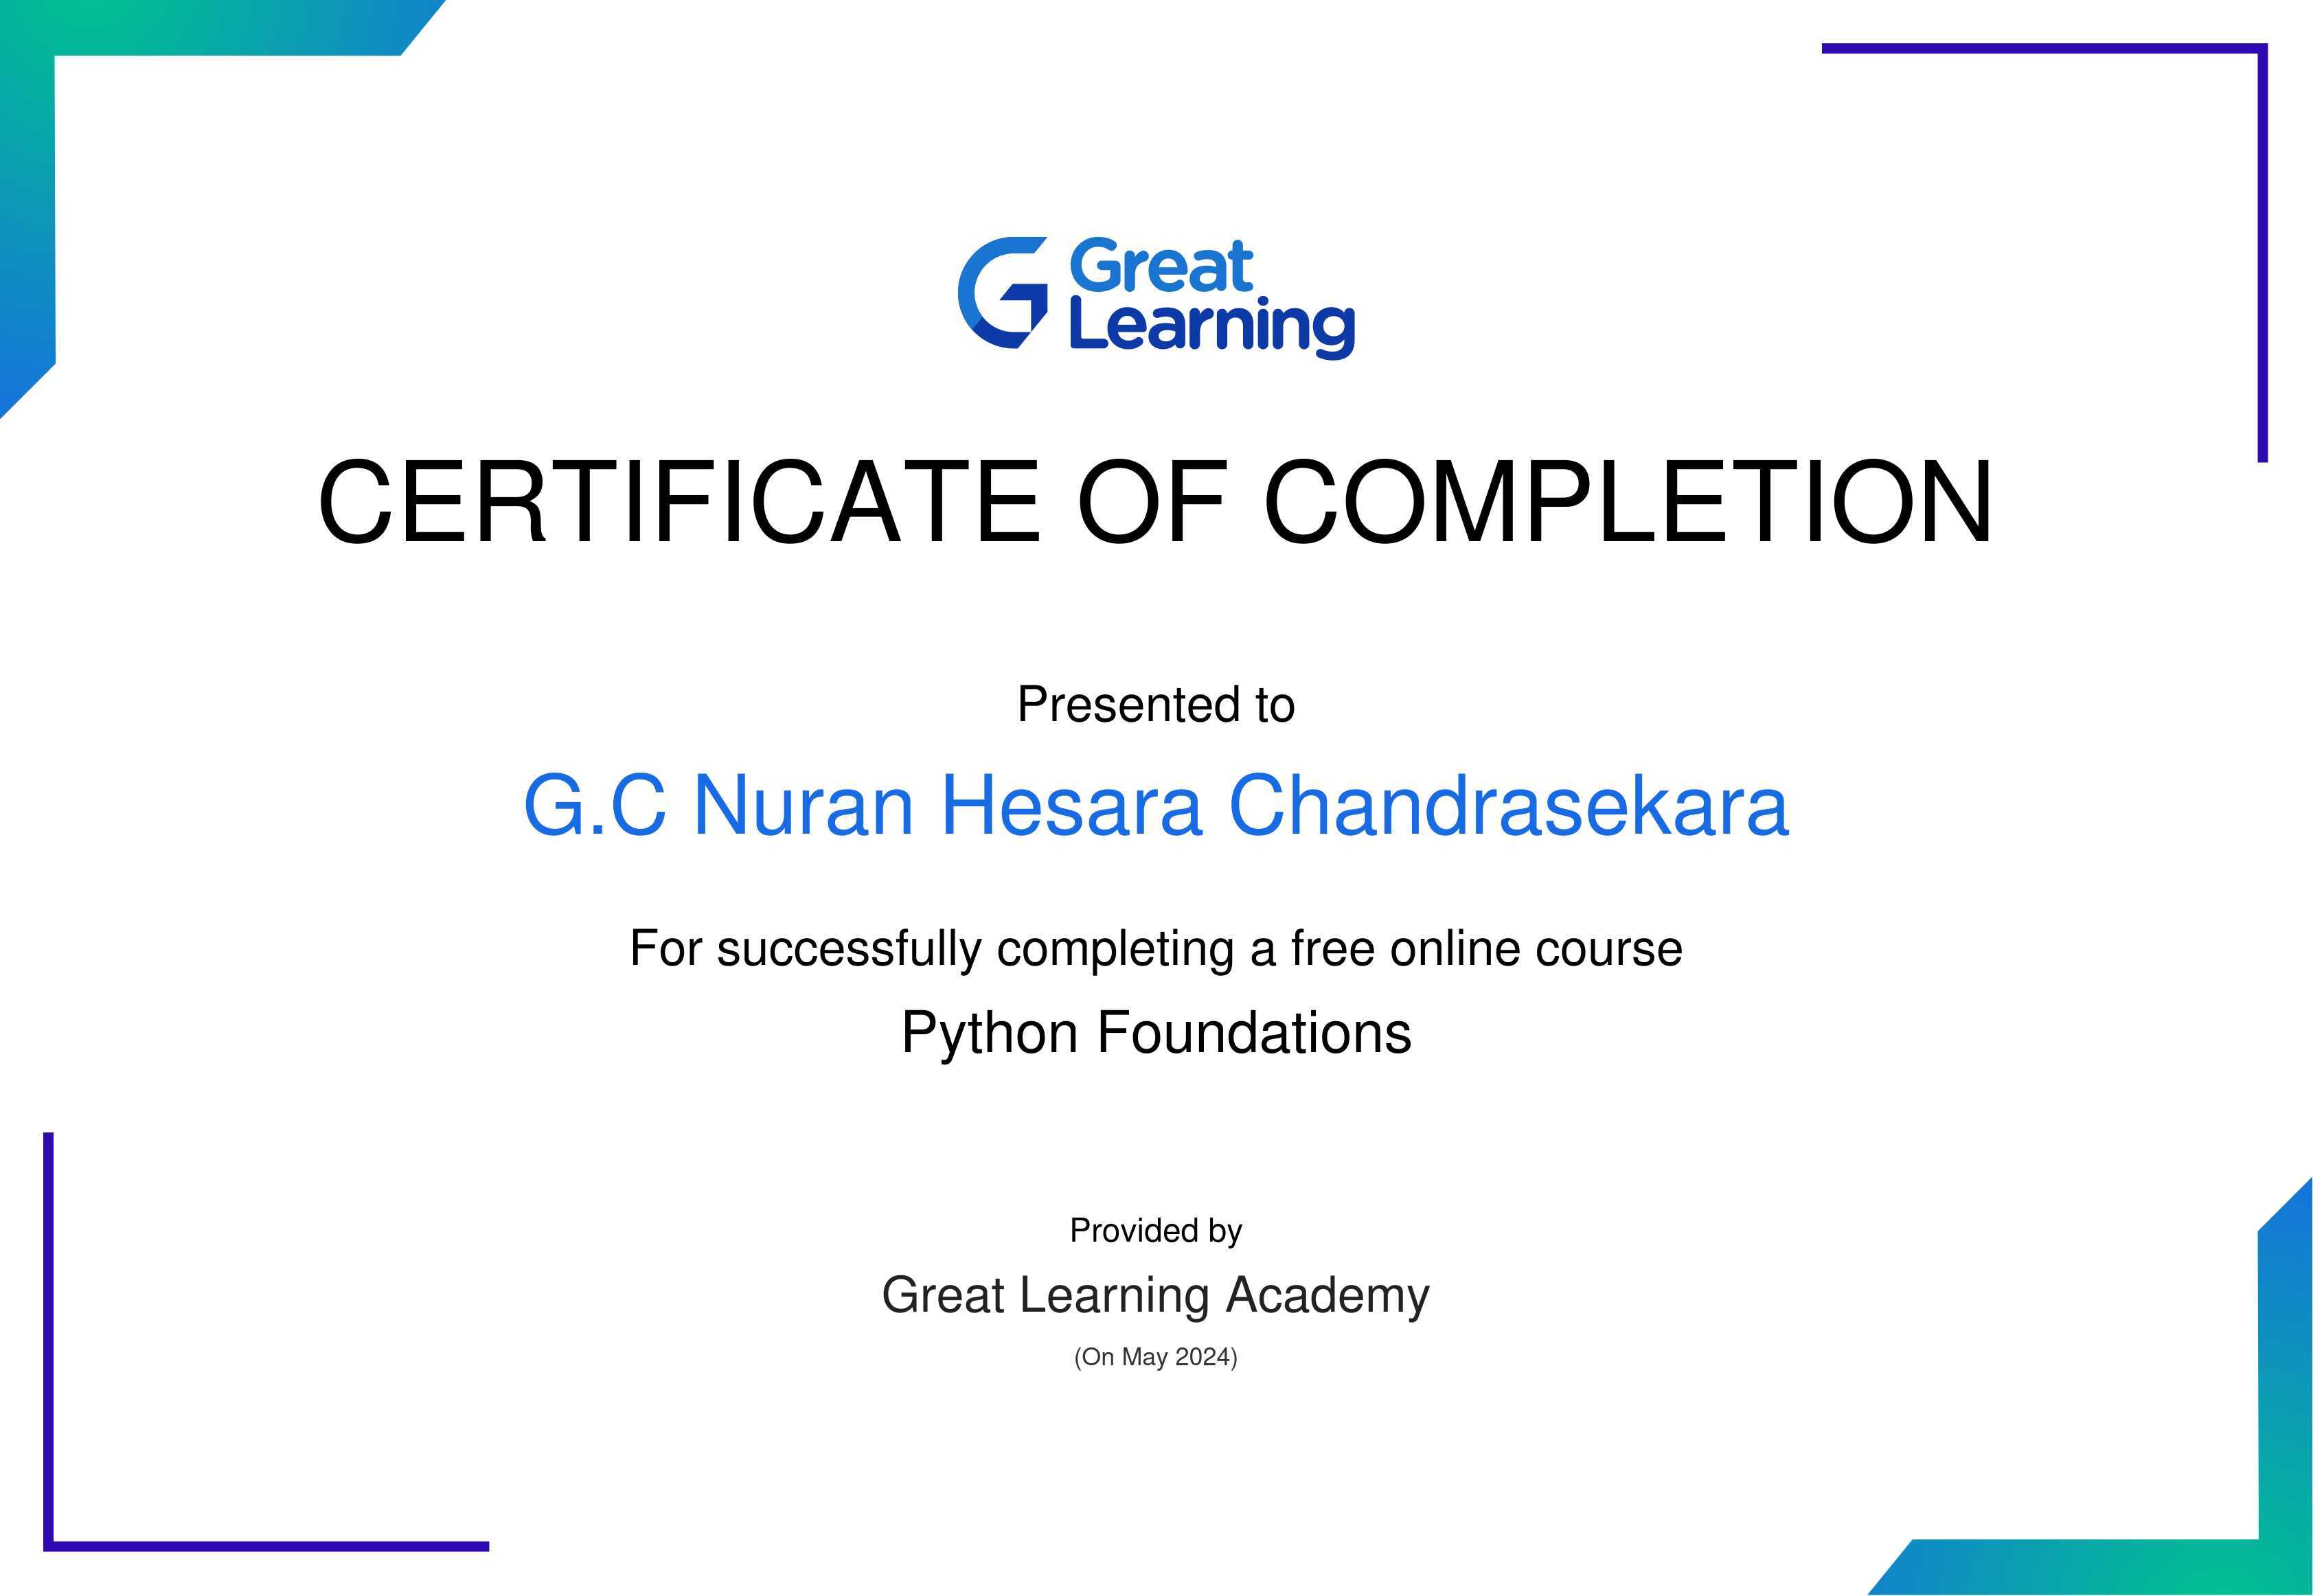 Great
Learning
CERTIFICATE OF COMPLETION
Presented to
G.C Nuran Hesara Chandrasekara
For successfully completing a free online course
Python Foundations
Provided by
Great Learning Academy
(On May 2024)